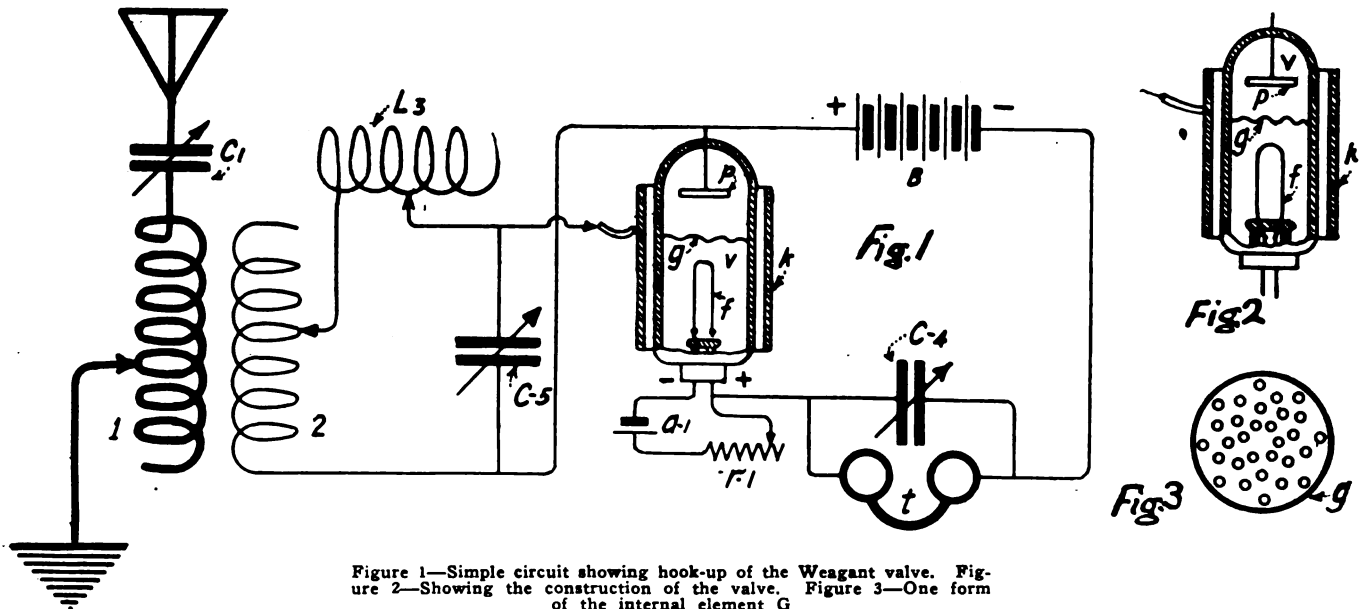 C1
L3
1
2
C-5
+
-
B
p
g
v
f
k
Fig.1
-
+
a-1
F-1
C-4
t
V
p
g
f
k
Fig.2
Fig.3
g
Figure 1—Simple circuit showing hook-up of the Weagant valve. Fig-
ure 2—Showing the construction of the valve. Figure 3—One form
of the internal element G